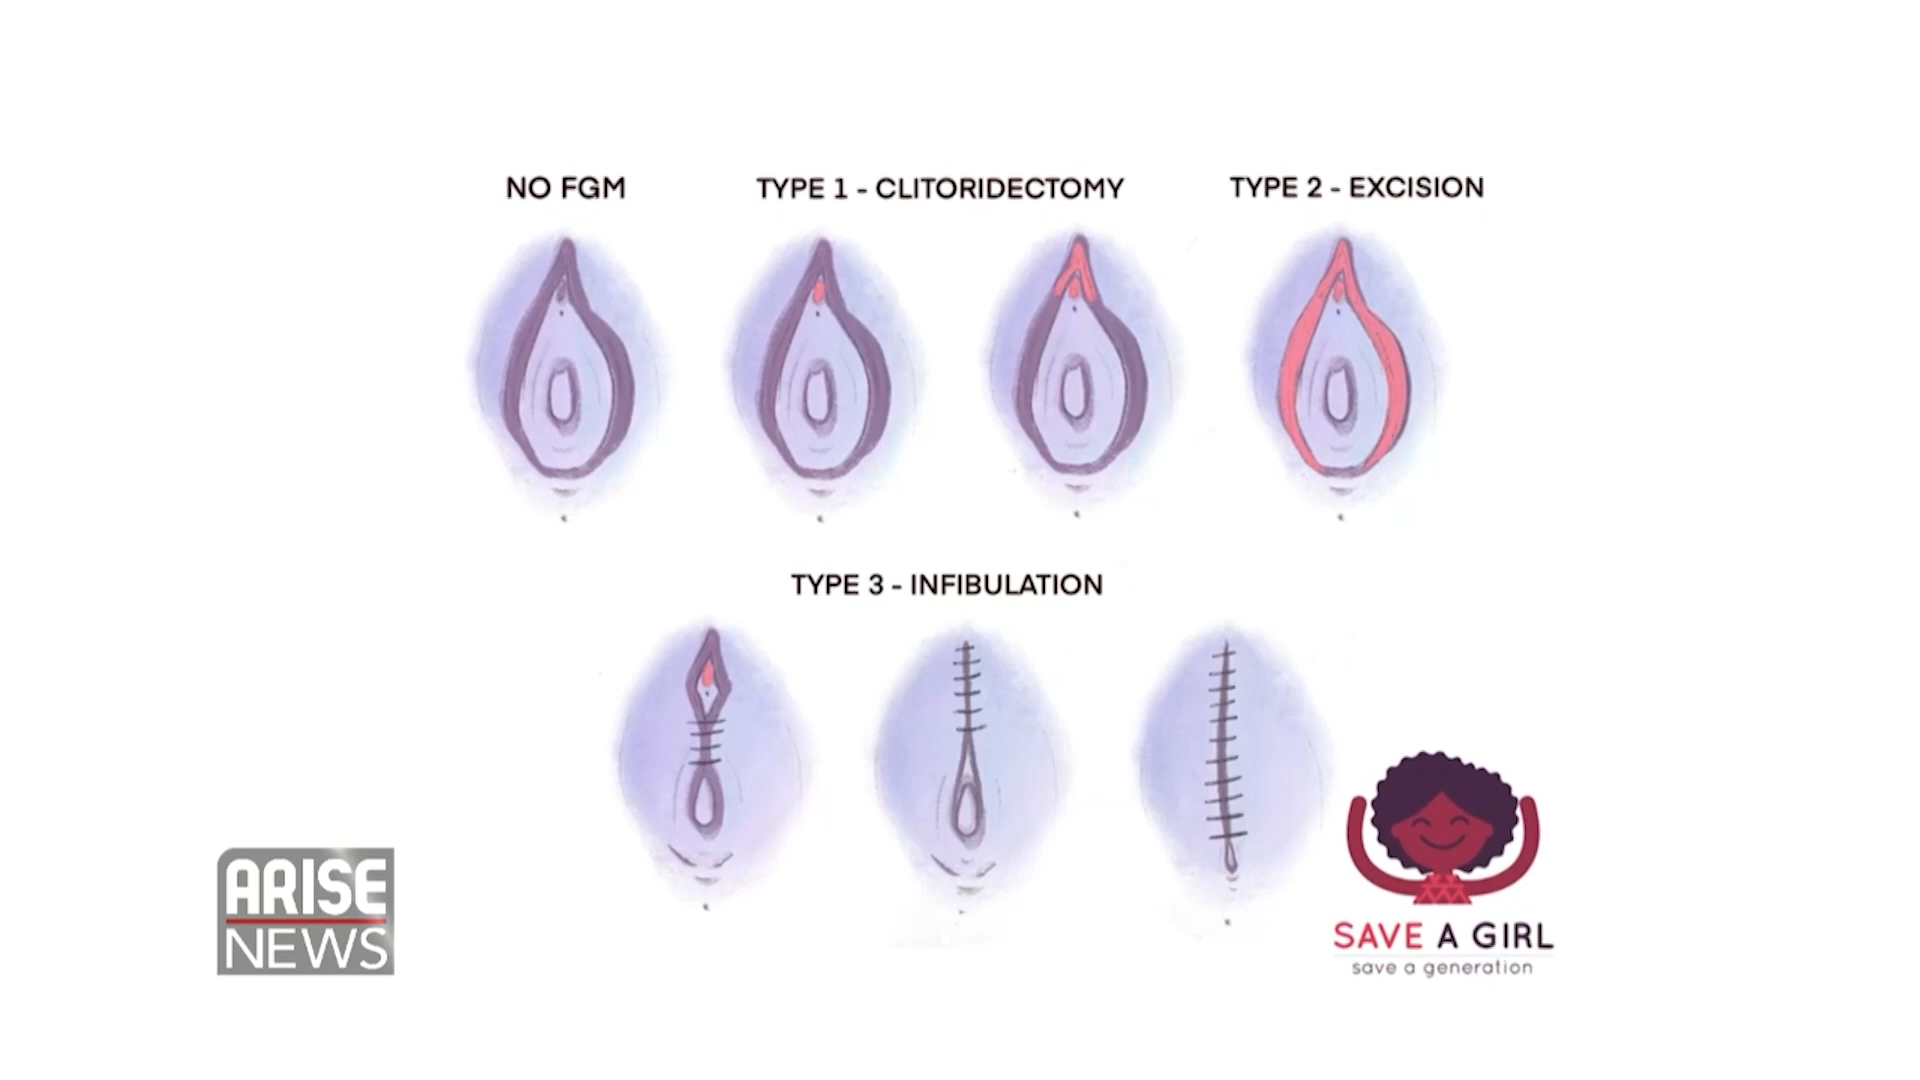 NO FGM
TYPE 1 - CLITORIDECTOMY
TYPE 2 - EXCISION
TYPE 3 - INFIBULATION
ARISE
NEWS
SAVE A GIRL
save a generation